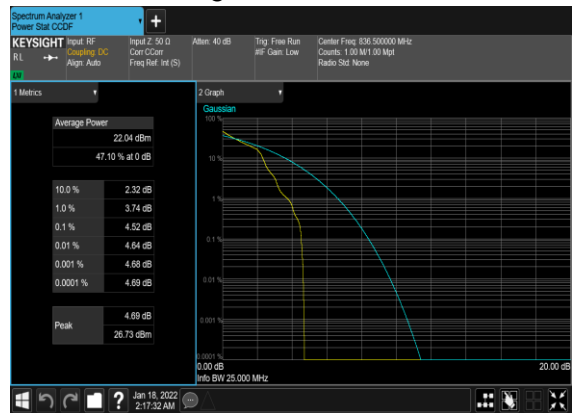 Spectrum Analyzer 1
Power Stat CCDF
KEYSIGHT
RL
Input: RF
Coupling: DC
Align: Auto
Input Z: 50 Ω
Corr CCorr
Freq Ref: Int (S)
Atten: 40 dB
Trig: Free Run
#IF Gain: Low
Center Freq: 836.500000 MHz
Counts: 1.00 M/1.00 Mpt
Radio Std: None
1 Metrics
Average Power
22.04 dBm
47.10 % at 0 dB
10.0 % 2.32 dB
1.0 % 3.74 dB
0.1 % 4.52 dB
0.01 % 4.64 dB
0.001 % 4.68 dB
0.0001 % 4.69 dB
Peak
4.69 dB
26.73 dBm
2 Graph
Gaussian
100 %
10 %
1 %
0.1 %
0.01 %
0.001 %
0.0001 %
0.00 dB 20.00 dB
Info BW 25.000 MHz
Jan 18, 2022
2:17:32 AM